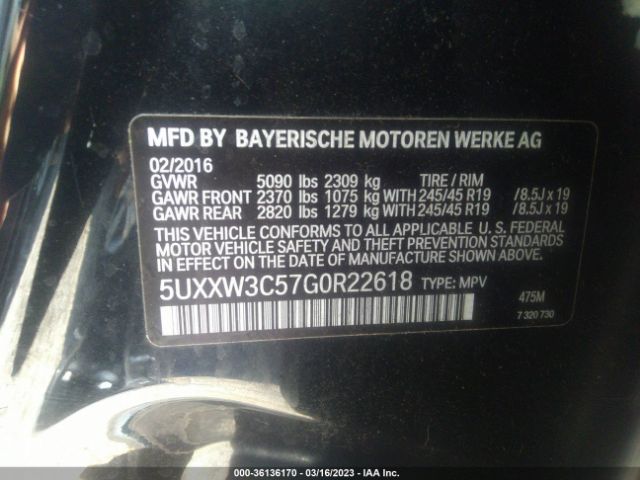 MFD BY BAYERISCHE MOTOREN WERKE AG
02/2016
GVWR 5090 lbs 2309 kg TIRE / RIM
GAWR FRONT 2370 lbs 1075 kg WITH 245/45 R19 /8.5J x 19
GAWR REAR 2820 lbs 1279 kg WITH 245/45 R19 /8.5J x 19
THIS VEHICLE CONFORMS TO ALL APPLICABLE U. S. FEDERAL
MOTOR VEHICLE SAFETY AND THEFT PREVENTION STANDARDS
IN EFFECT ON THE DATE OF MANUFACTURE SHOWN ABOVE.
5UXXW3C57G0R22618 TYPE: MPV
475M
7 320 730
000-36136170 - 03/16/2023 - IAA Inc.